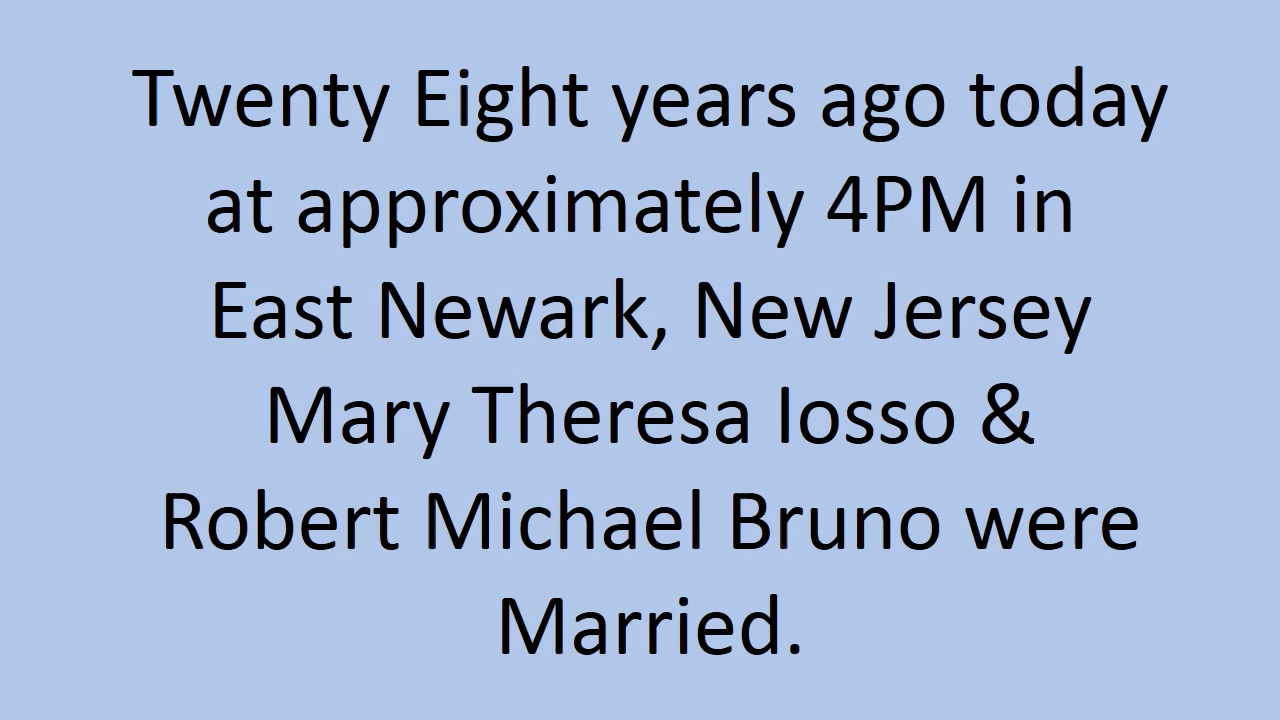 Twenty Eight years ago today
at approximately 4PM in
East Newark, New Jersey
Mary Theresa Iosso &
Robert Michael Bruno were
Married.